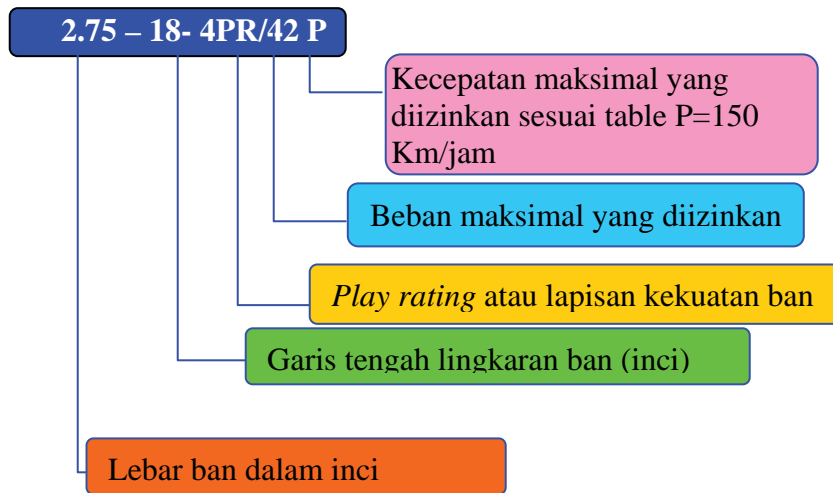 2.75 – 18- 4PR/42 P
Kecepatan maksimal yang
diizinkan sesuai table P=150
Km/jam
Beban maksimal yang diizinkan
Play rating atau lapisan kekuatan ban
Garis tengah lingkaran ban (inci)
Lebar ban dalam inci